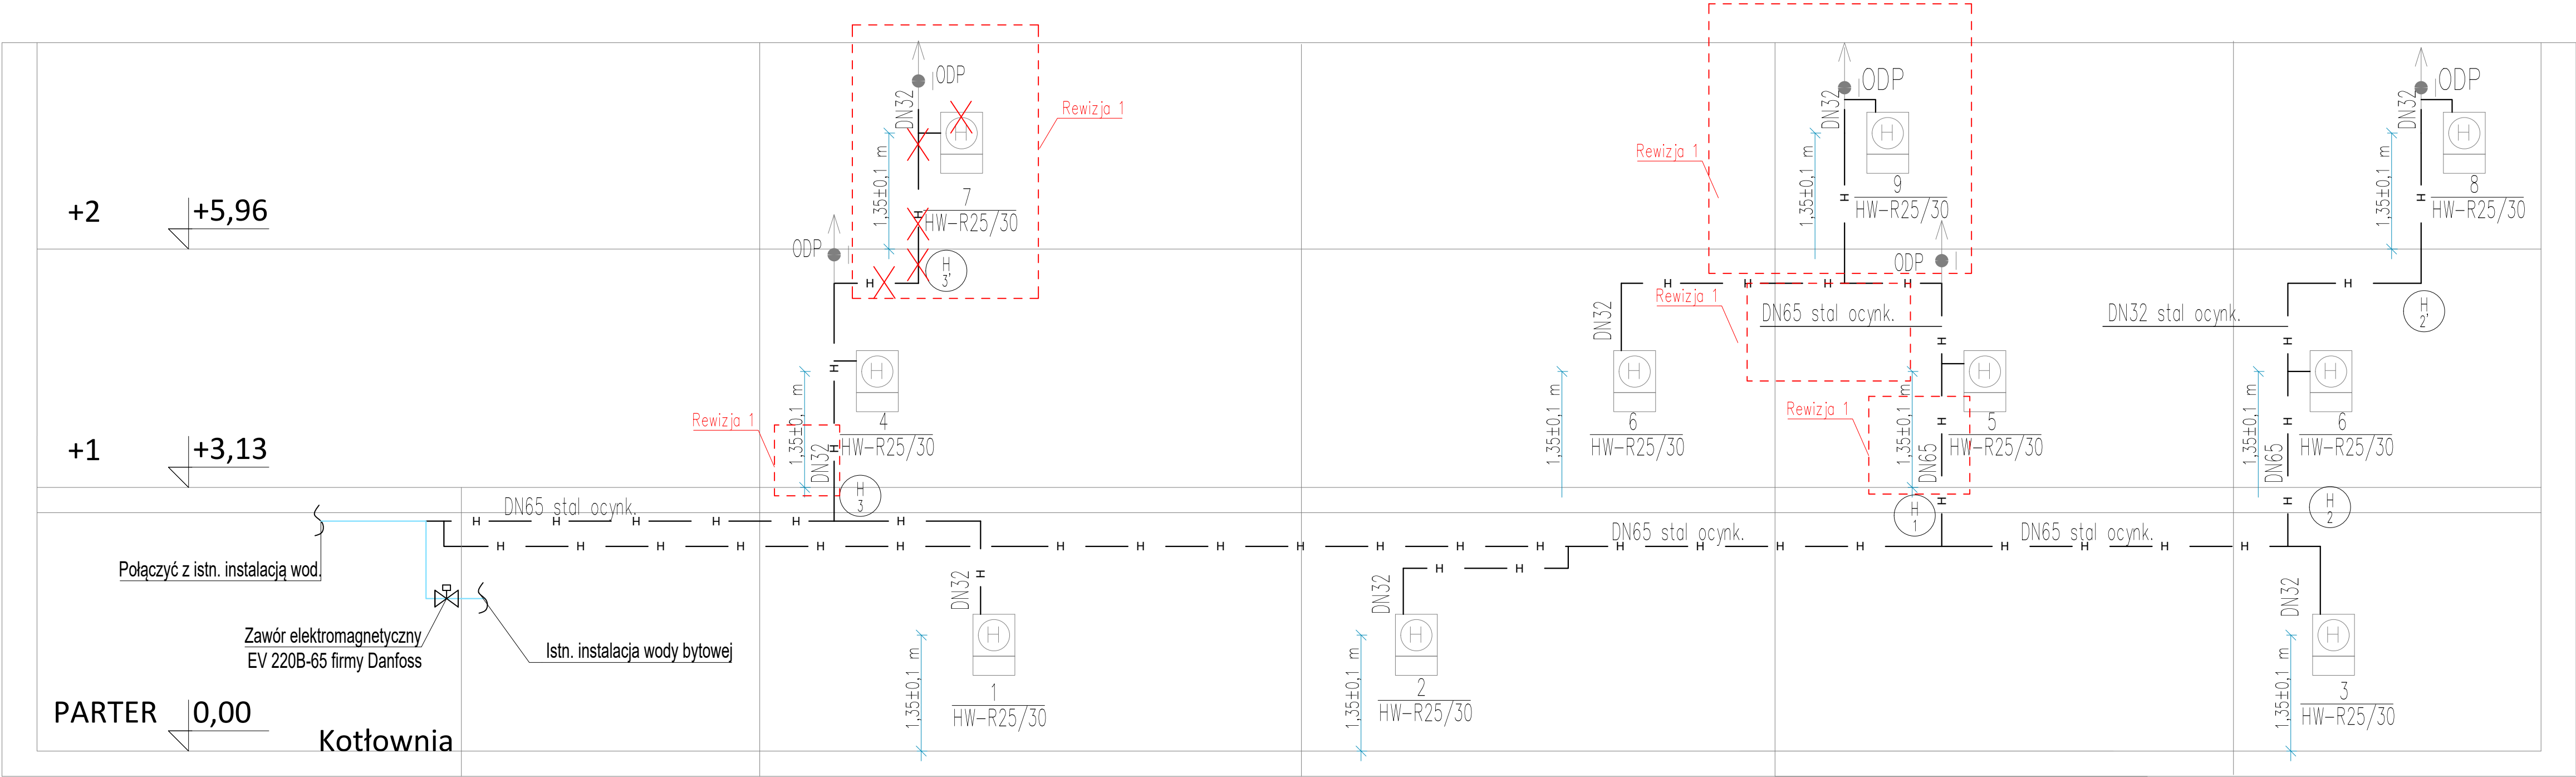 ODP
DN32
1,35±0,1 m
H
7
HW-R25/30
Rewizja 1
H
3'
ODP
H
H
+2
+5,96
Rewizja 1
ODP
DN32
1,35±0,1 m
H
9
HW-R25/30
H
ODP
DN32
1,35±0,1 m
H
8
HW-R25/30
H
ODP
H
H
H
H
H
H
2'
Rewizja 1
DN65 stal ocynk.
DN32 stal ocynk.
DN32
H
H
H
H
4
HW-R25/30
1,35±0,1 m
DN32
H
Rewizja 1
H
3
H
6
HW-R25/30
1,35±0,1 m
Rewizja 1
H
5
HW-R25/30
1,35±0,1 m
DN65
H
H
6
HW-R25/30
1,35±0,1 m
DN65
H
+1
+3,13
H
H
H
1
H
2
DN65 stal ocynk.
H H H H H H
DN65 stal ocynk.
DN65 stal ocynk.
H H H H H H H H H H H H H H H H H H H H H H
H H
Połączyć z istn. instalacją wod.
Zawór elektromagnetyczny
EV 220B-65 firmy Danfoss
Istn. instalacja wody bytowej
DN32
H
H
1
HW-R25/30
1,35±0,1 m
DN32
H
2
HW-R25/30
1,35±0,1 m
DN32
H
3
HW-R25/30
1,35±0,1 m
PARTER
0,00
Kotłownia